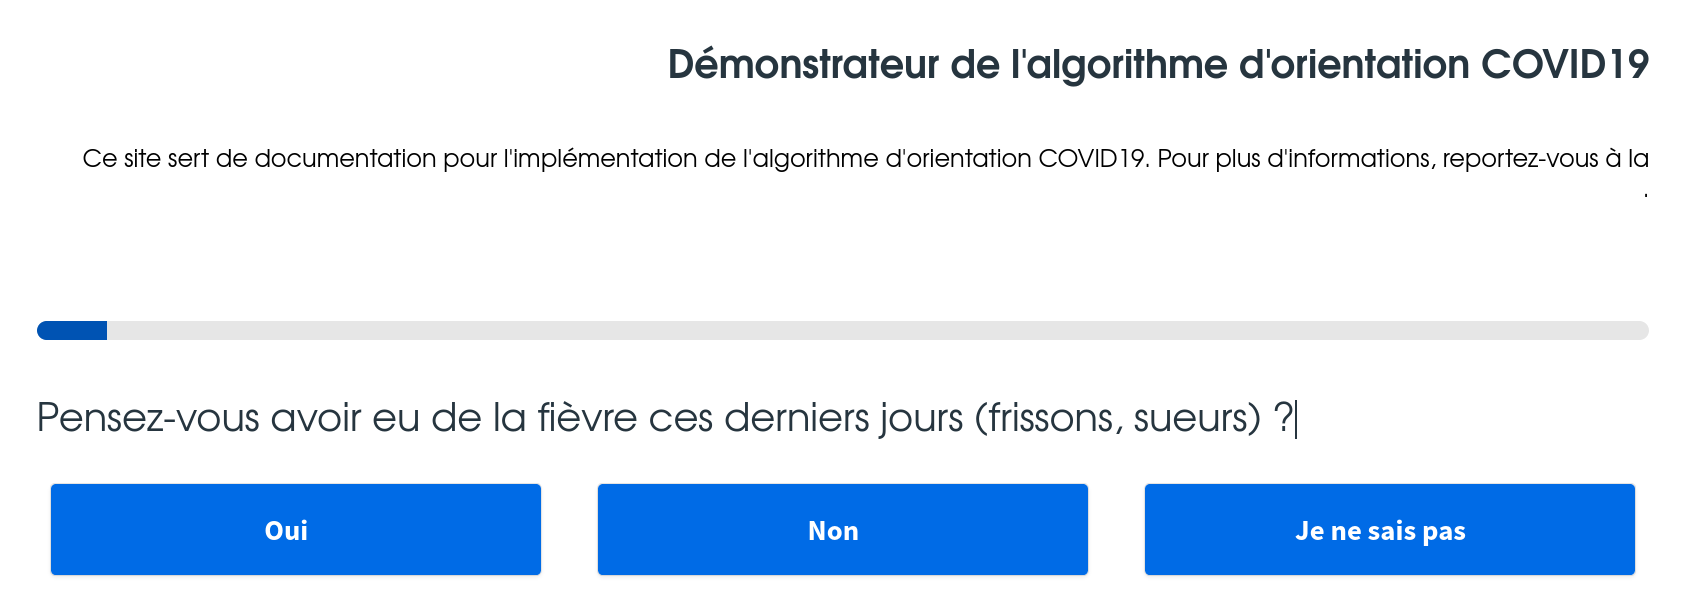 Démonstrateur de l'algorithme d'orientation COVID19
Ce site sert de documentation pour l'implémentation de l'algorithme d'orientation COVID19. Pour plus d'informations, reportez-vous à la
.
Pensez-vous avoir eu de la fièvre ces derniers jours (frissons, sueurs) ?
Oui
Non
Je ne sais pas